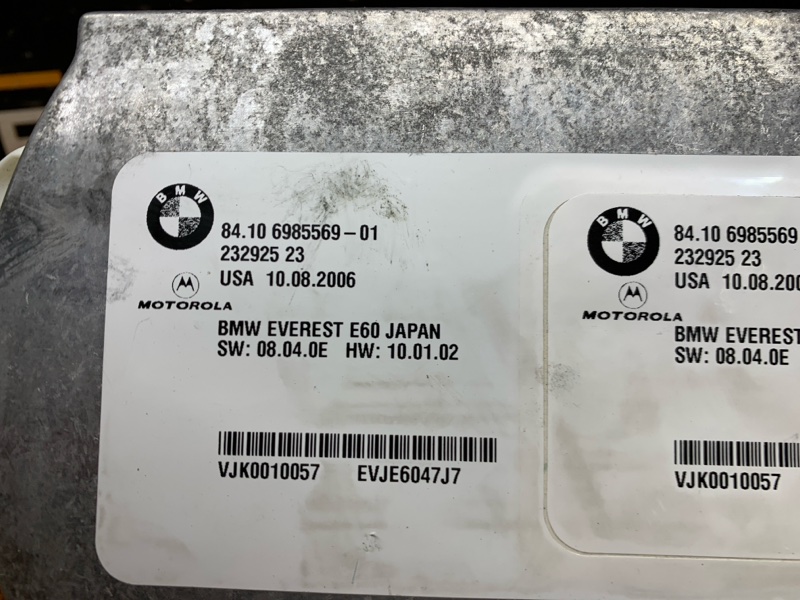 BMW
84.10 6985569-01
232925 23
USA 10.08.2006
MOTOROLA
BMW EVEREST E60 JAPAN
SW: 08.04.0E HW: 10.01.02
VJK0010057 EVJE6047J7
BMW
84.10 6985569
232925 23
USA 10.08.200
MOTOROLA
BMW EVEREST
SW: 08.04.0E
VJK0010057